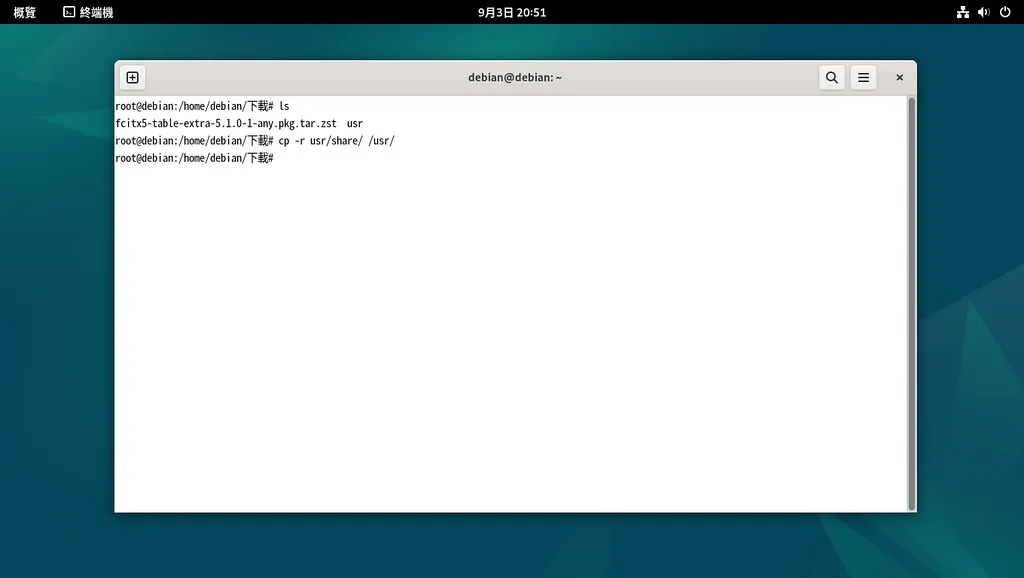 概覽 終端機 9月3日 20:51
debian@debian: ~
root@debian:/home/debian/下載# ls
fcitx5-table-extra-5.1.0-1-any.pkg.tar.zst  usr
root@debian:/home/debian/下載# cp -r usr/share/ /usr/
root@debian:/home/debian/下載#